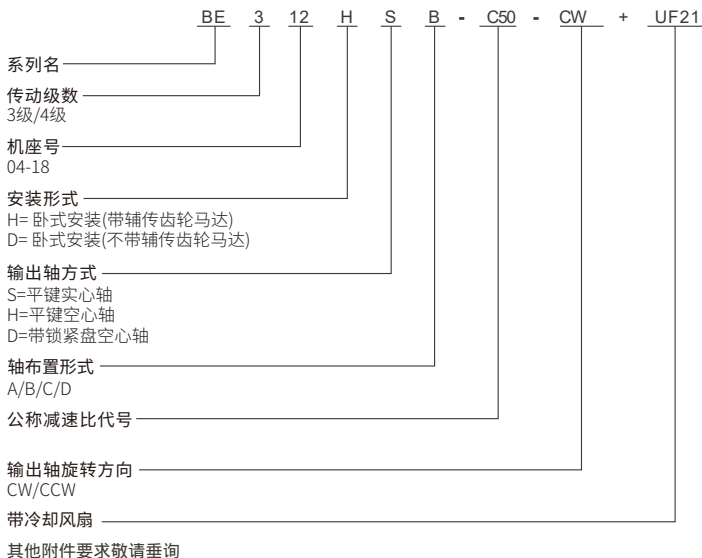 BE 3 12 H S B - C50 - CW + UF21
系列名
传动级数
3级/4级
机座号
04-18
安装形式
H= 卧式安装(带辅传齿轮马达)
D= 卧式安装(不带辅传齿轮马达)
输出轴方式
S=平键实心轴
H=平键空心轴
D=带锁紧盘空心轴
轴布置形式
A/B/C/D
公称减速比代号
输出轴旋转方向
CW/CCW
带冷却风扇
其他附件要求敬请垂询